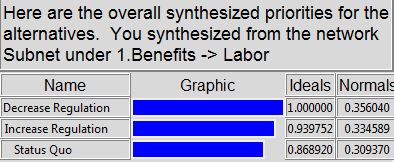 Here are the overall synthesized priorities for the
alternatives. You synthesized from the network
Subnet under 1.Benefits -> Labor
Name Graphic Ideals Normals
Decrease Regulation 1.000000 0.356040
Increase Regulation 0.939752 0.334589
Status Quo 0.868920 0.309370